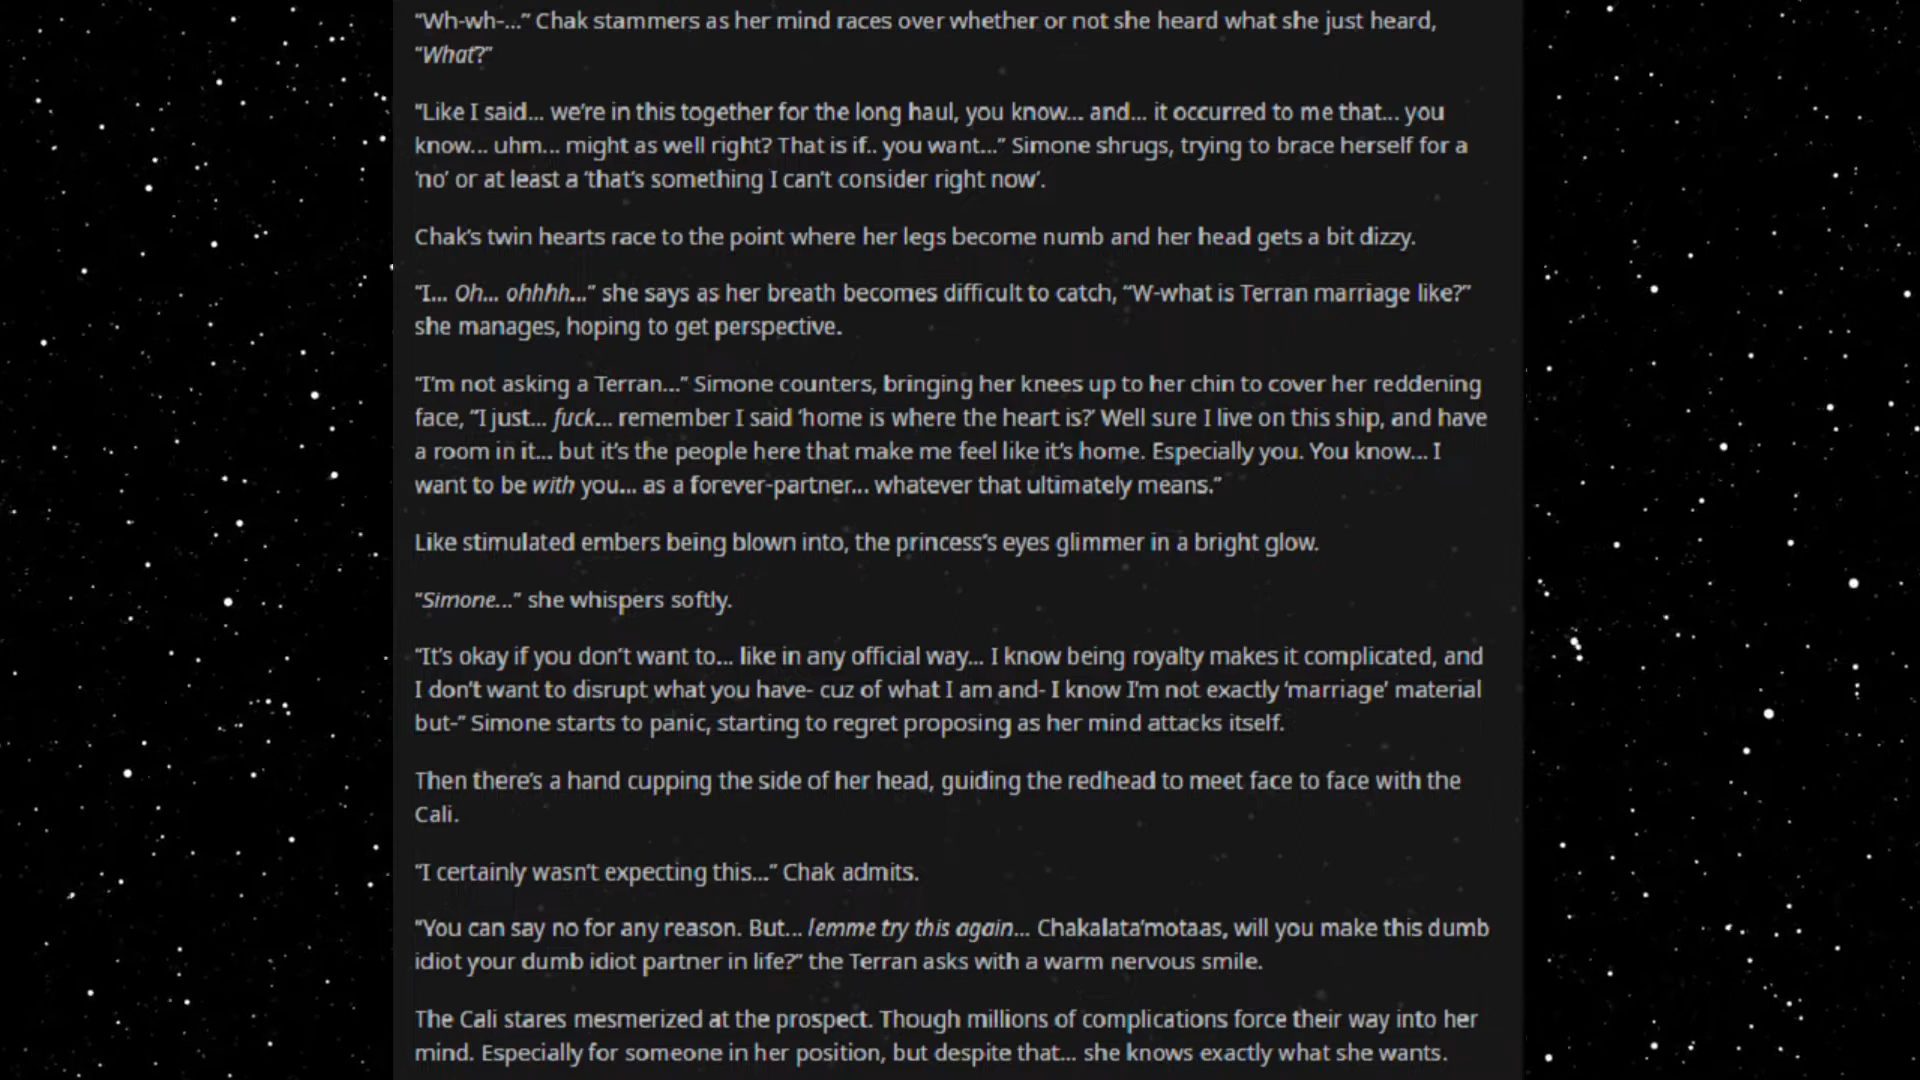 “Wh-wh-...” Chak stammers as her mind races over whether or not she heard what she just heard,
“What?”
“Like I said... we’re in this together for the long haul, you know... and... it occurred to me that... you
know... uhm... might as well right? That is if.. you want...” Simone shrugs, trying to brace herself for a
‘no’ or at least a ‘that’s something I can’t consider right now’.
Chak’s twin hearts race to the point where her legs become numb and her head gets a bit dizzy.
“I... Oh... ohhhh...” she says as her breath becomes difficult to catch, “W-what is Terran marriage like?”
she manages, hoping to get perspective.
“I’m not asking a Terran...” Simone counters, bringing her knees up to her chin to cover her reddening
face, “I just... fuck... remember I said ‘home is where the heart is?’ Well sure I live on this ship, and have
a room in it... but it’s the people here that make me feel like it’s home. Especially you. You know... I
want to be with you... as a forever-partner... whatever that ultimately means.”
Like stimulated embers being blown into, the princess’s eyes glimmer in a bright glow.
“Simone...” she whispers softly.
“It’s okay if you don’t want to... like in any official way... I know being royalty makes it complicated, and
I don’t want to disrupt what you have- cuz of what I am and- I know I’m not exactly ‘marriage’ material
but-” Simone starts to panic, starting to regret proposing as her mind attacks itself.
Then there’s a hand cupping the side of her head, guiding the redhead to meet face to face with the
Cali.
“I certainly wasn’t expecting this...” Chak admits.
“You can say no for any reason. But... lemme try this again... Chakalata’motaas, will you make this dumb
idiot your dumb idiot partner in life?” the Terran asks with a warm nervous smile.
The Cali stares mesmerized at the prospect. Though millions of complications force their way into her
mind. Especially for someone in her position, but despite that... she knows exactly what she wants.